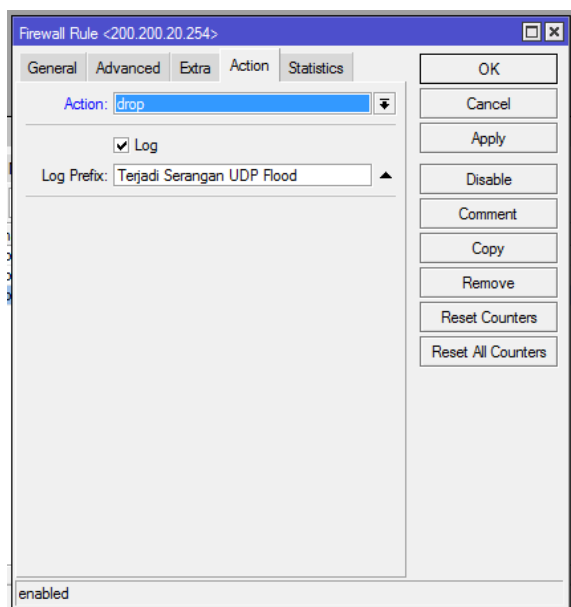 Firewall Rule <200.200.20.254>
General Advanced Extra Action Statistics
Action: drop
Log
Log Prefix: Terjadi Serangan UDP Flood
OK
Cancel
Apply
Disable
Comment
Copy
Remove
Reset Counters
Reset All Counters
enabled